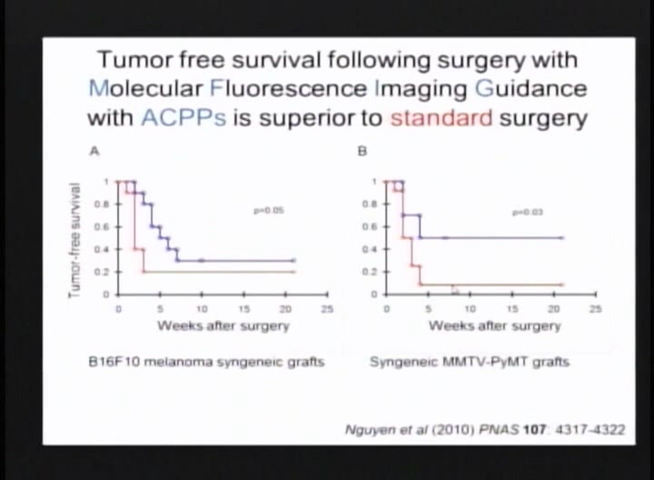 Tumor free survival following surgery with
Molecular Fluorescence Imaging Guidance
with ACPPs is superior to standard surgery
A
B
Tumor-free survival
1
0.8
0.6
0.4
0.2
0
p=0.05
0 5 10 15 20 25
Weeks after surgery
1
0.8
0.6
0.4
0.2
0
p=0.03
0 5 10 15 20 25
Weeks after surgery
B16F10 melanoma syngeneic grafts
Syngeneic MMTV-PyMT grafts
Nguyen et al (2010) PNAS 107: 4317-4322